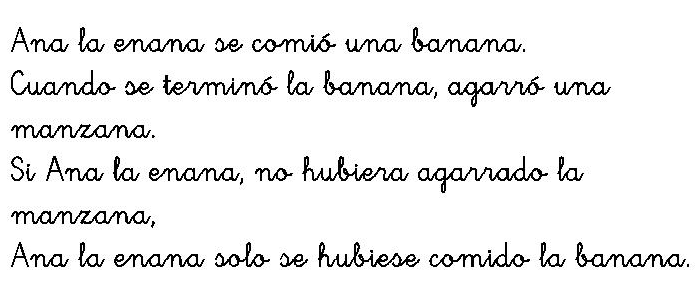 Ana la enana se comió una banana.
Cuando se terminó la banana, agarró una
manzana.
Si Ana la enana, no hubiera agarrado la
manzana,
Ana la enana solo se hubiese comido la banana.